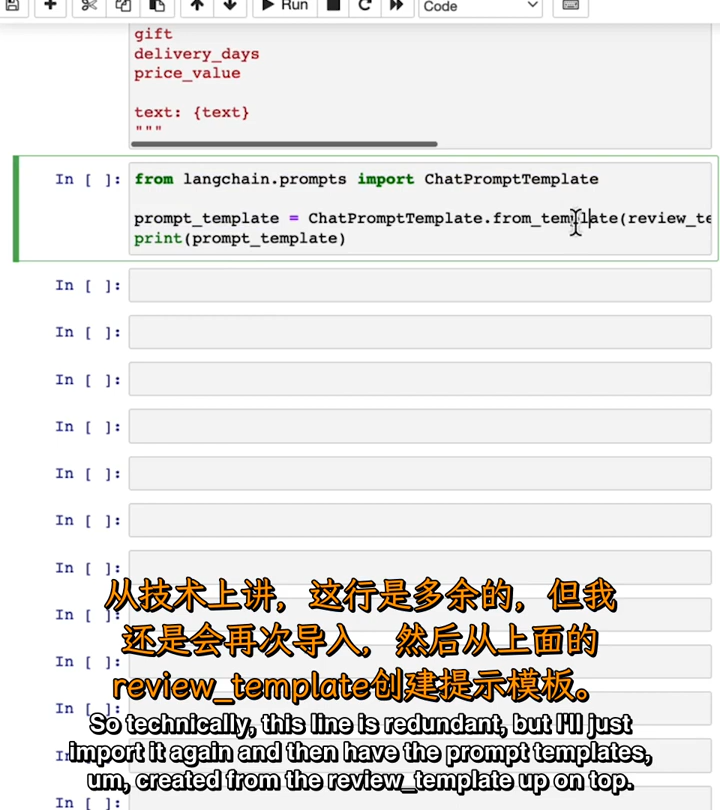 Run
Code
gift
delivery_days
price_value
text: {text}
"""
In [ ]: from langchain.prompts import ChatPromptTemplate
prompt_template = ChatPromptTemplate.from_template(review_te
print(prompt_template)
In [ ]:
In [ ]:
In [ ]:
In [ ]:
In [ ]:
In [ ]:
In [ ]:
从技术上讲，这行是多余的，但我
In [ ]:
还是会再次导入，然后从上面的
In [ ]:
review_template创建提示模板。
In [ ]:
So technically, this line is redundant, but I'll just
import it again and then have the prompt templates,
um, created from the review_template up on top.
In [ ]: